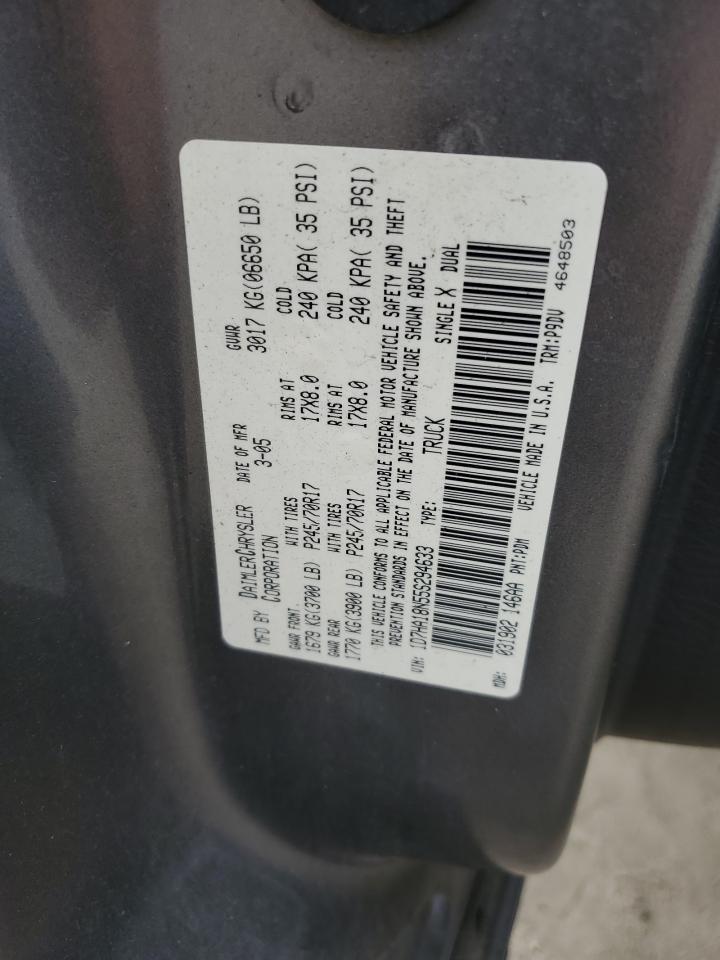 MFD BY DAIMLERCHRYSLER CORPORATION DATE OF MFR 3-05 GVWR 3017 KG(06650 LB)
GAWR FRONT WITH TIRES RIMS AT COLD
1679 KG(3700 LB) P245/70R17 17X8.0 240 KPA( 35 PSI)
GAWR REAR WITH TIRES RIMS AT COLD
1770 KG(3900 LB) P245/70R17 17X8.0 240 KPA( 35 PSI)
THIS VEHICLE CONFORMS TO ALL APPLICABLE FEDERAL MOTOR VEHICLE SAFETY AND THEFT
PREVENTION STANDARDS IN EFFECT ON THE DATE OF MANUFACTURE SHOWN ABOVE.
VIN: 1D7HA18N55S294633 TYPE: TRUCK SINGLE X DUAL
MDH: 031902 146AA PNT:PDM VEHICLE MADE IN U.S.A. TRM:P9DV 4648503